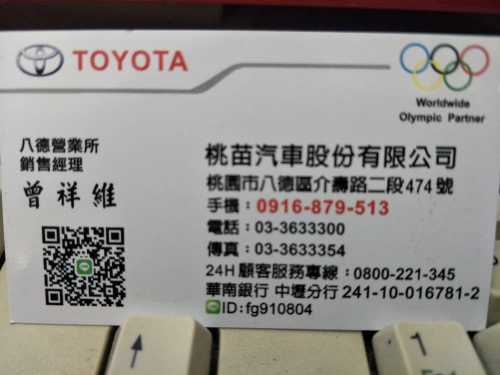 TOYOTA
Worldwide
Olympic Partner
八德營業所
銷售經理
曾祥維
桃苗汽車股份有限公司
桃園市八德區介壽路二段474號
手機：0916-879-513
電話：03-3633300
傳真：03-3633354
24H 顧客服務專線：0800-221-345
華南銀行 中壢分行 241-10-016781-2
ID:fg910804
1
End